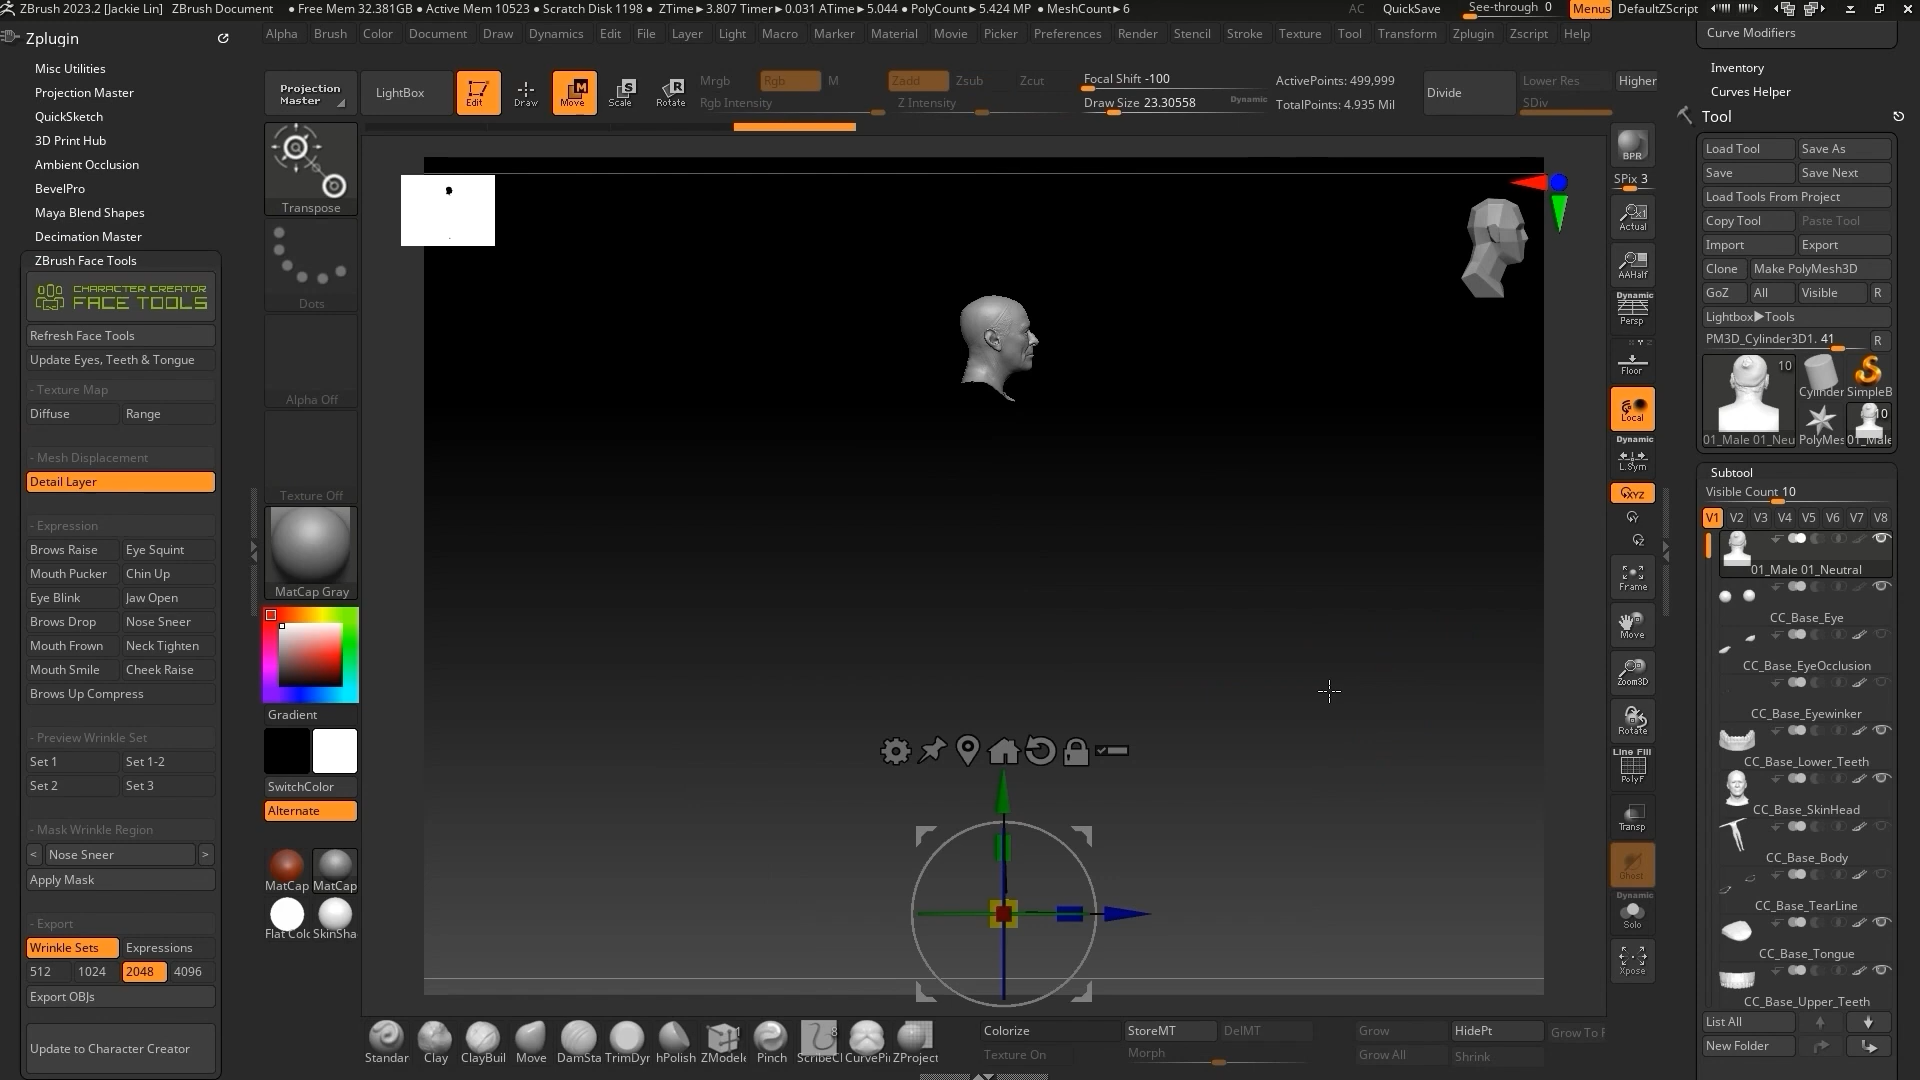 ZBrush 2023.2 [Jackie Lin] ZBrush Document • Free Mem 32.381GB • Active Mem 10523 • Scratch Disk 1198 • ZTime►3.807 Timer►0.031 ATime►5.044 • PolyCount►5.424 MP • MeshCount►6 AC QuickSave See-through 0 Menus DefaultZScript
Alpha Brush Color Document Draw Dynamics Edit File Layer Light Macro Marker Material Movie Picker Preferences Render Stencil Stroke Texture Tool Transform Zplugin Zscript Help
Zplugin
Misc Utilities
Projection Master
QuickSketch
3D Print Hub
Ambient Occlusion
BevelPro
Maya Blend Shapes
Decimation Master
ZBrush Face Tools
CHARACTER CREATOR
FACE TOOLS
Refresh Face Tools
Update Eyes, Teeth & Tongue
- Texture Map
Diffuse Range
- Mesh Displacement
Detail Layer
- Expression
Brows Raise Eye Squint
Mouth Pucker Chin Up
Eye Blink Jaw Open
Brows Drop Nose Sneer
Mouth Frown Neck Tighten
Mouth Smile Cheek Raise
Brows Up Compress
- Preview Wrinkle Set
Set 1 Set 1-2
Set 2 Set 3
- Mask Wrinkle Region
< Nose Sneer >
Apply Mask
- Export
Wrinkle Sets Expressions
512 1024 2048 4096
Export OBJs
Update to Character Creator
Projection Master
LightBox
Edit Draw Move Scale Rotate
Mrgb Rgb M Zadd Zsub Zcut
Rgb Intensity Z Intensity
Focal Shift -100
Draw Size 23.30558 Dynamic
ActivePoints: 499,999
TotalPoints: 4.935 Mil
Divide
Lower Res Higher
SDiv
Transpose
Dots
Alpha Off
Texture Off
MatCap Gray
Gradient
SwitchColor
Alternate
MatCap MatCap
Flat Colo SkinSha
Standar Clay ClayBuil Move DamSta TrimDyr hPolish ZModele Pinch ScribeCl CurvePi ZProject
Colorize StoreMT DelMT Grow HidePt Grow To
Texture On Morph Grow All Shrink
BPR
SPix 3
Actual
AAHalf
Dynamic
Persp
Floor
Local
Dynamic
L.Sym
XYZ
Y
Z
Frame
Move
Zoom3D
Rotate
Line Fill
PolyF
Transp
Ghost
Dynamic
Solo
Xpose
Curve Modifiers
Inventory
Curves Helper
Tool
Load Tool Save As
Save Save Next
Load Tools From Project
Copy Tool Paste Tool
Import Export
Clone Make PolyMesh3D
GoZ All Visible R
Lightbox►Tools
PM3D_Cylinder3D1. 41 R
10
Cylinder SimpleB
10
01_Male 01_Neu PolyMes 01_Male
Subtool
Visible Count 10
V1 V2 V3 V4 V5 V6 V7 V8
01_Male 01_Neutral
CC_Base_Eye
CC_Base_EyeOcclusion
CC_Base_Eyewinker
CC_Base_Lower_Teeth
CC_Base_SkinHead
CC_Base_Body
CC_Base_TearLine
CC_Base_Tongue
CC_Base_Upper_Teeth
List All
New Folder